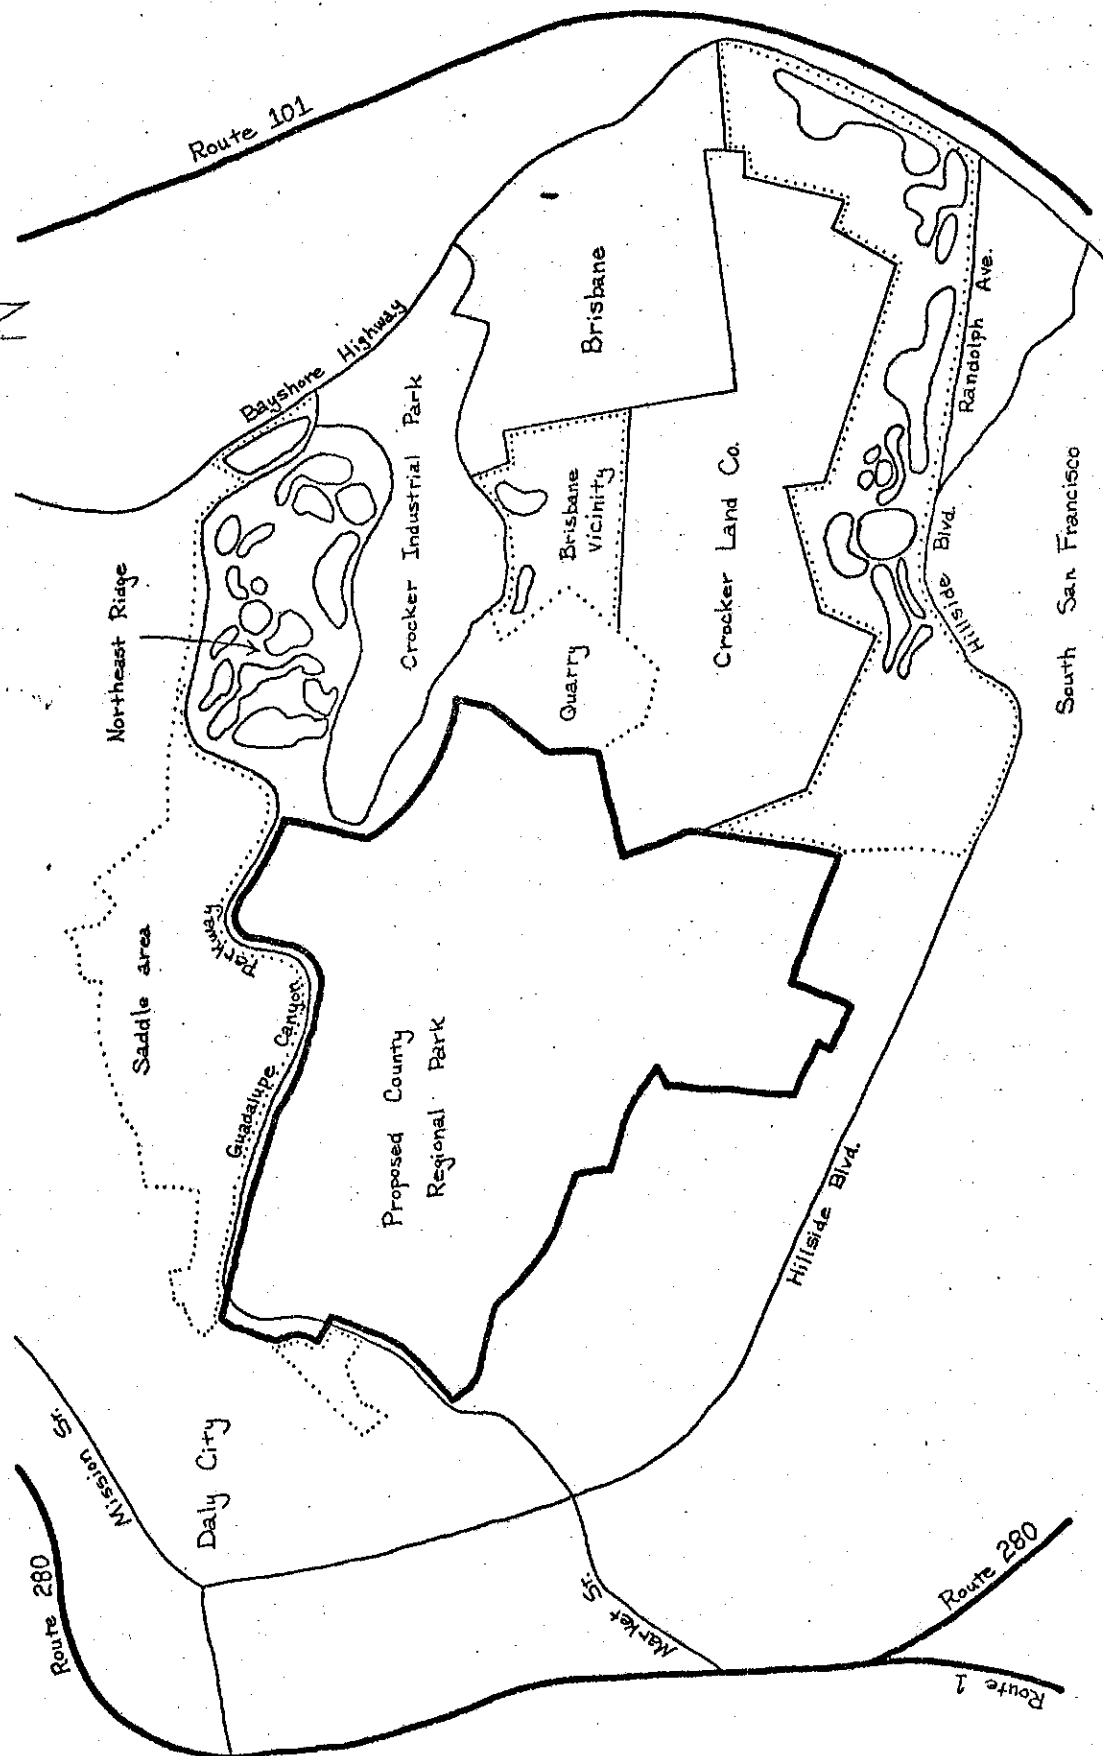 Route 101
N
Bayshore Highway
Northeast Ridge
Crocker Industrial Park
Brisbane
Brisbane
Vicinity
Quarry
Crocker Land Co.
Randolph Ave.
Hillside Blvd.
South San Francisco
Saddle area
Guadalupe Canyon Parkway
Proposed County
Regional Park
Hillside Blvd.
Daly City
Mission St.
Market St.
Route 280
Route 280
Route 1